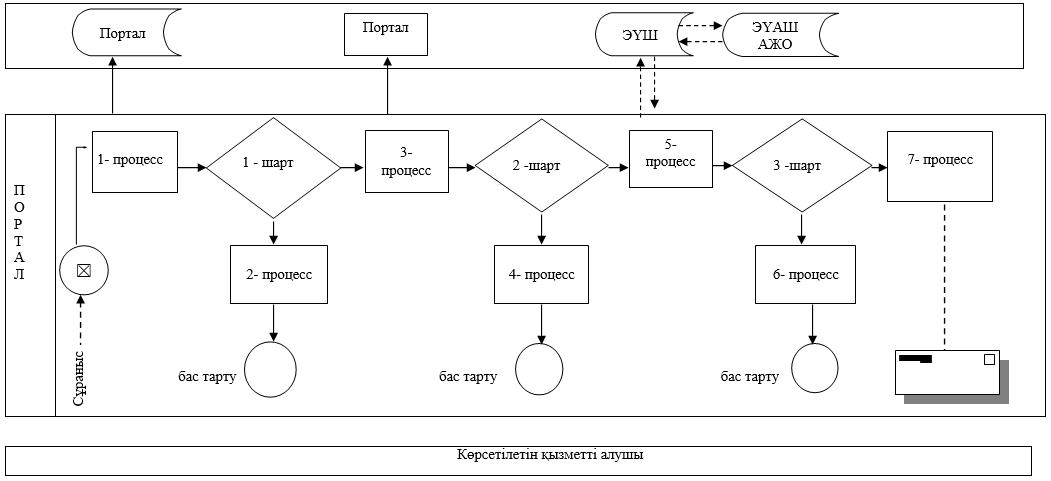 Портал
Портал
ЭҮШ
ЭҮАШ
АЖО
ПОРТАЛ
1- процесс
1 - шарт
3-
процесс
2 -шарт
5-
процесс
3 -шарт
7- процесс
2- процесс
4- процесс
6- процесс
Сұраныс
бас тарту
бас тарту
бас тарту
Көрсетілетін қызметті алушы